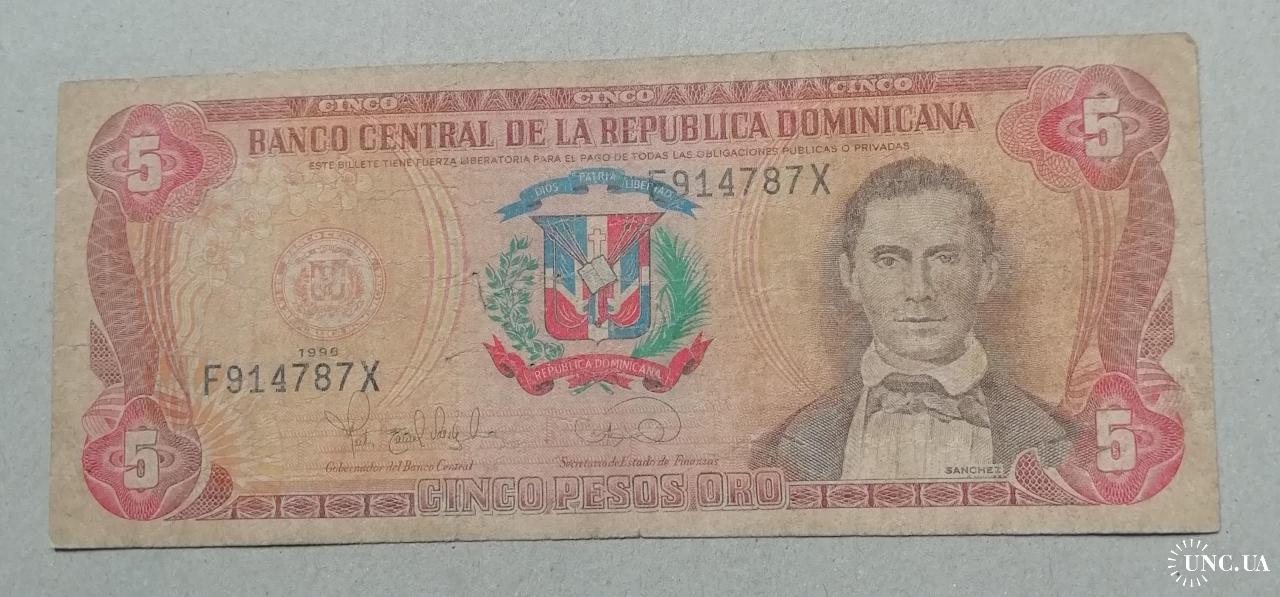 CINCO CINCO CINCO
5 5
BANCO CENTRAL DE LA REPUBLICA DOMINICANA
ESTE BILLETE TIENE FUERZA LIBERATORIA PARA EL PAGO DE TODAS LAS OBLIGACIONES PUBLICAS O PRIVADAS
F914787X
DIOS PATRIA LIBERTAD
1996
F914787X
REPUBLICA DOMINICANA
5 5
Gobernador del Banco Central
Secretario de Estado de Finanzas
SANCHEZ
CINCO PESOS ORO
UNC.UA